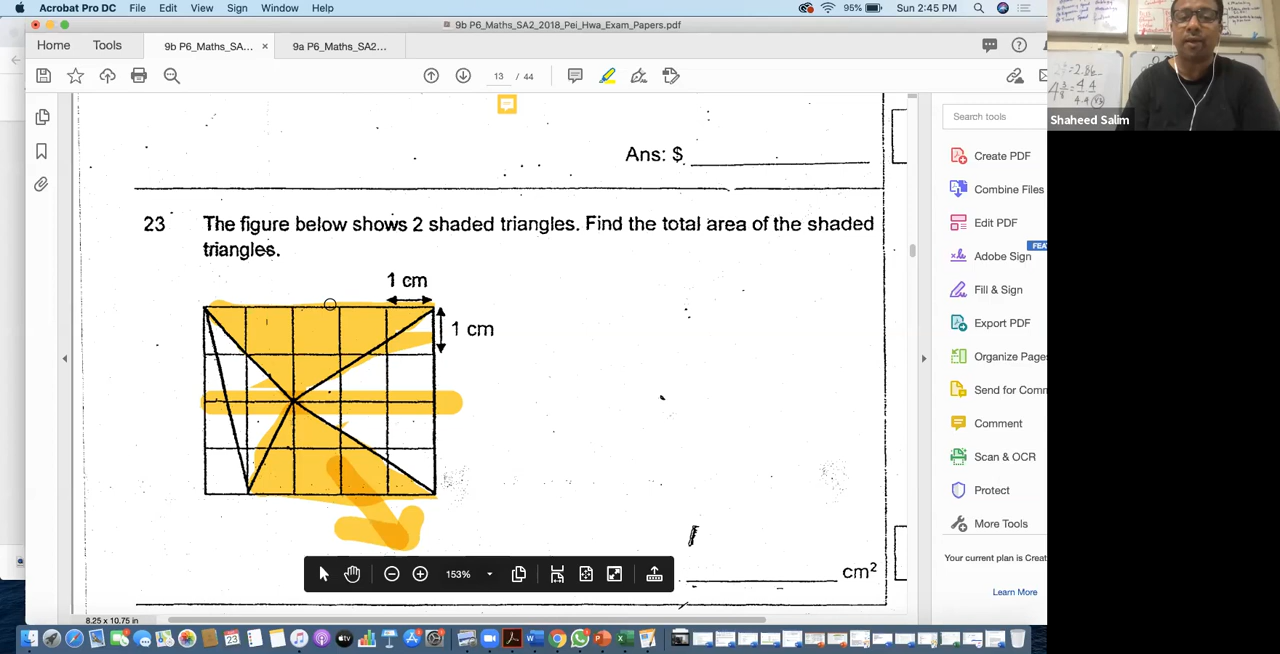 Acrobat Pro DC File Edit View Sign Window Help
95% Sun 2:45 PM
9b P6_Maths_SA2_2018_Pei_Hwa_Exam_Papers.pdf
Home Tools 9b P6_Maths_SA... × 9a P6_Maths_SA2...
13 / 44
Shaheed Salim
Search tools
Create PDF
Combine Files
Edit PDF
Adobe Sign
Fill & Sign
Export PDF
Organize Pages
Send for Comm
Comment
Scan & OCR
Protect
More Tools
Your current plan is Creat
Learn More
Ans: $
23 The figure below shows 2 shaded triangles. Find the total area of the shaded
triangles.
1 cm
1 cm
cm²
153%
8.25 x 10.75 in